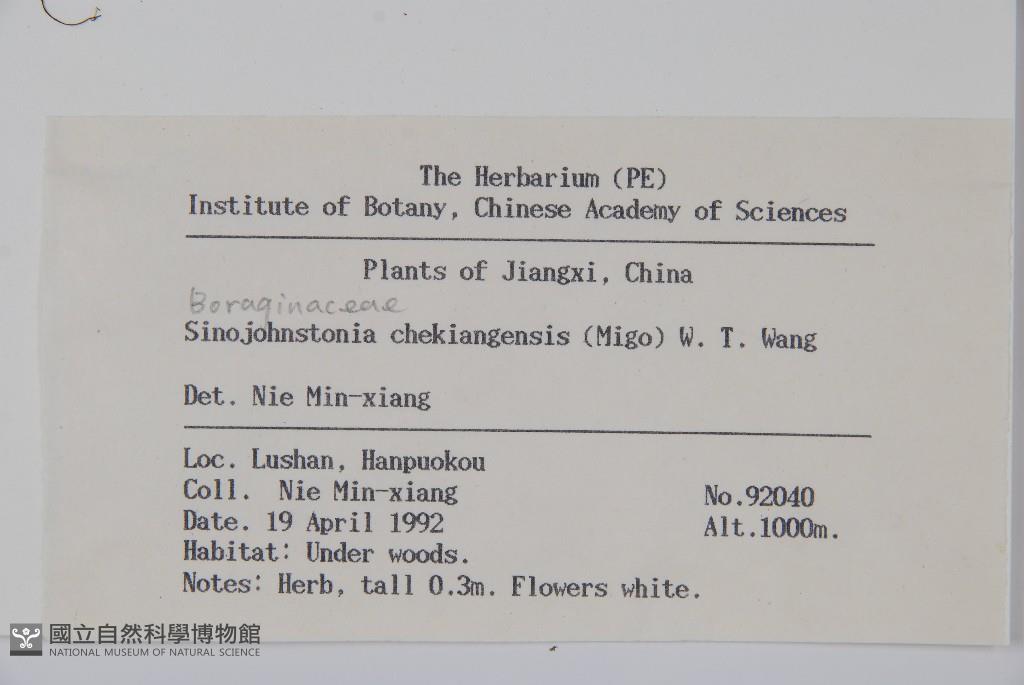 The Herbarium (PE)
Institute of Botany, Chinese Academy of Sciences
Plants of Jiangxi, China
Boraginaceae
Sinojohnstonia chekiangensis (Migo) W. T. Wang
Det. Nie Min-xiang
Loc. Lushan, Hanpuokou
Coll. Nie Min-xiang No.92040
Date. 19 April 1992 Alt.1000m.
Habitat: Under woods.
Notes: Herb, tall 0.3m. Flowers white.
國立自然科學博物館
NATIONAL MUSEUM OF NATURAL SCIENCE